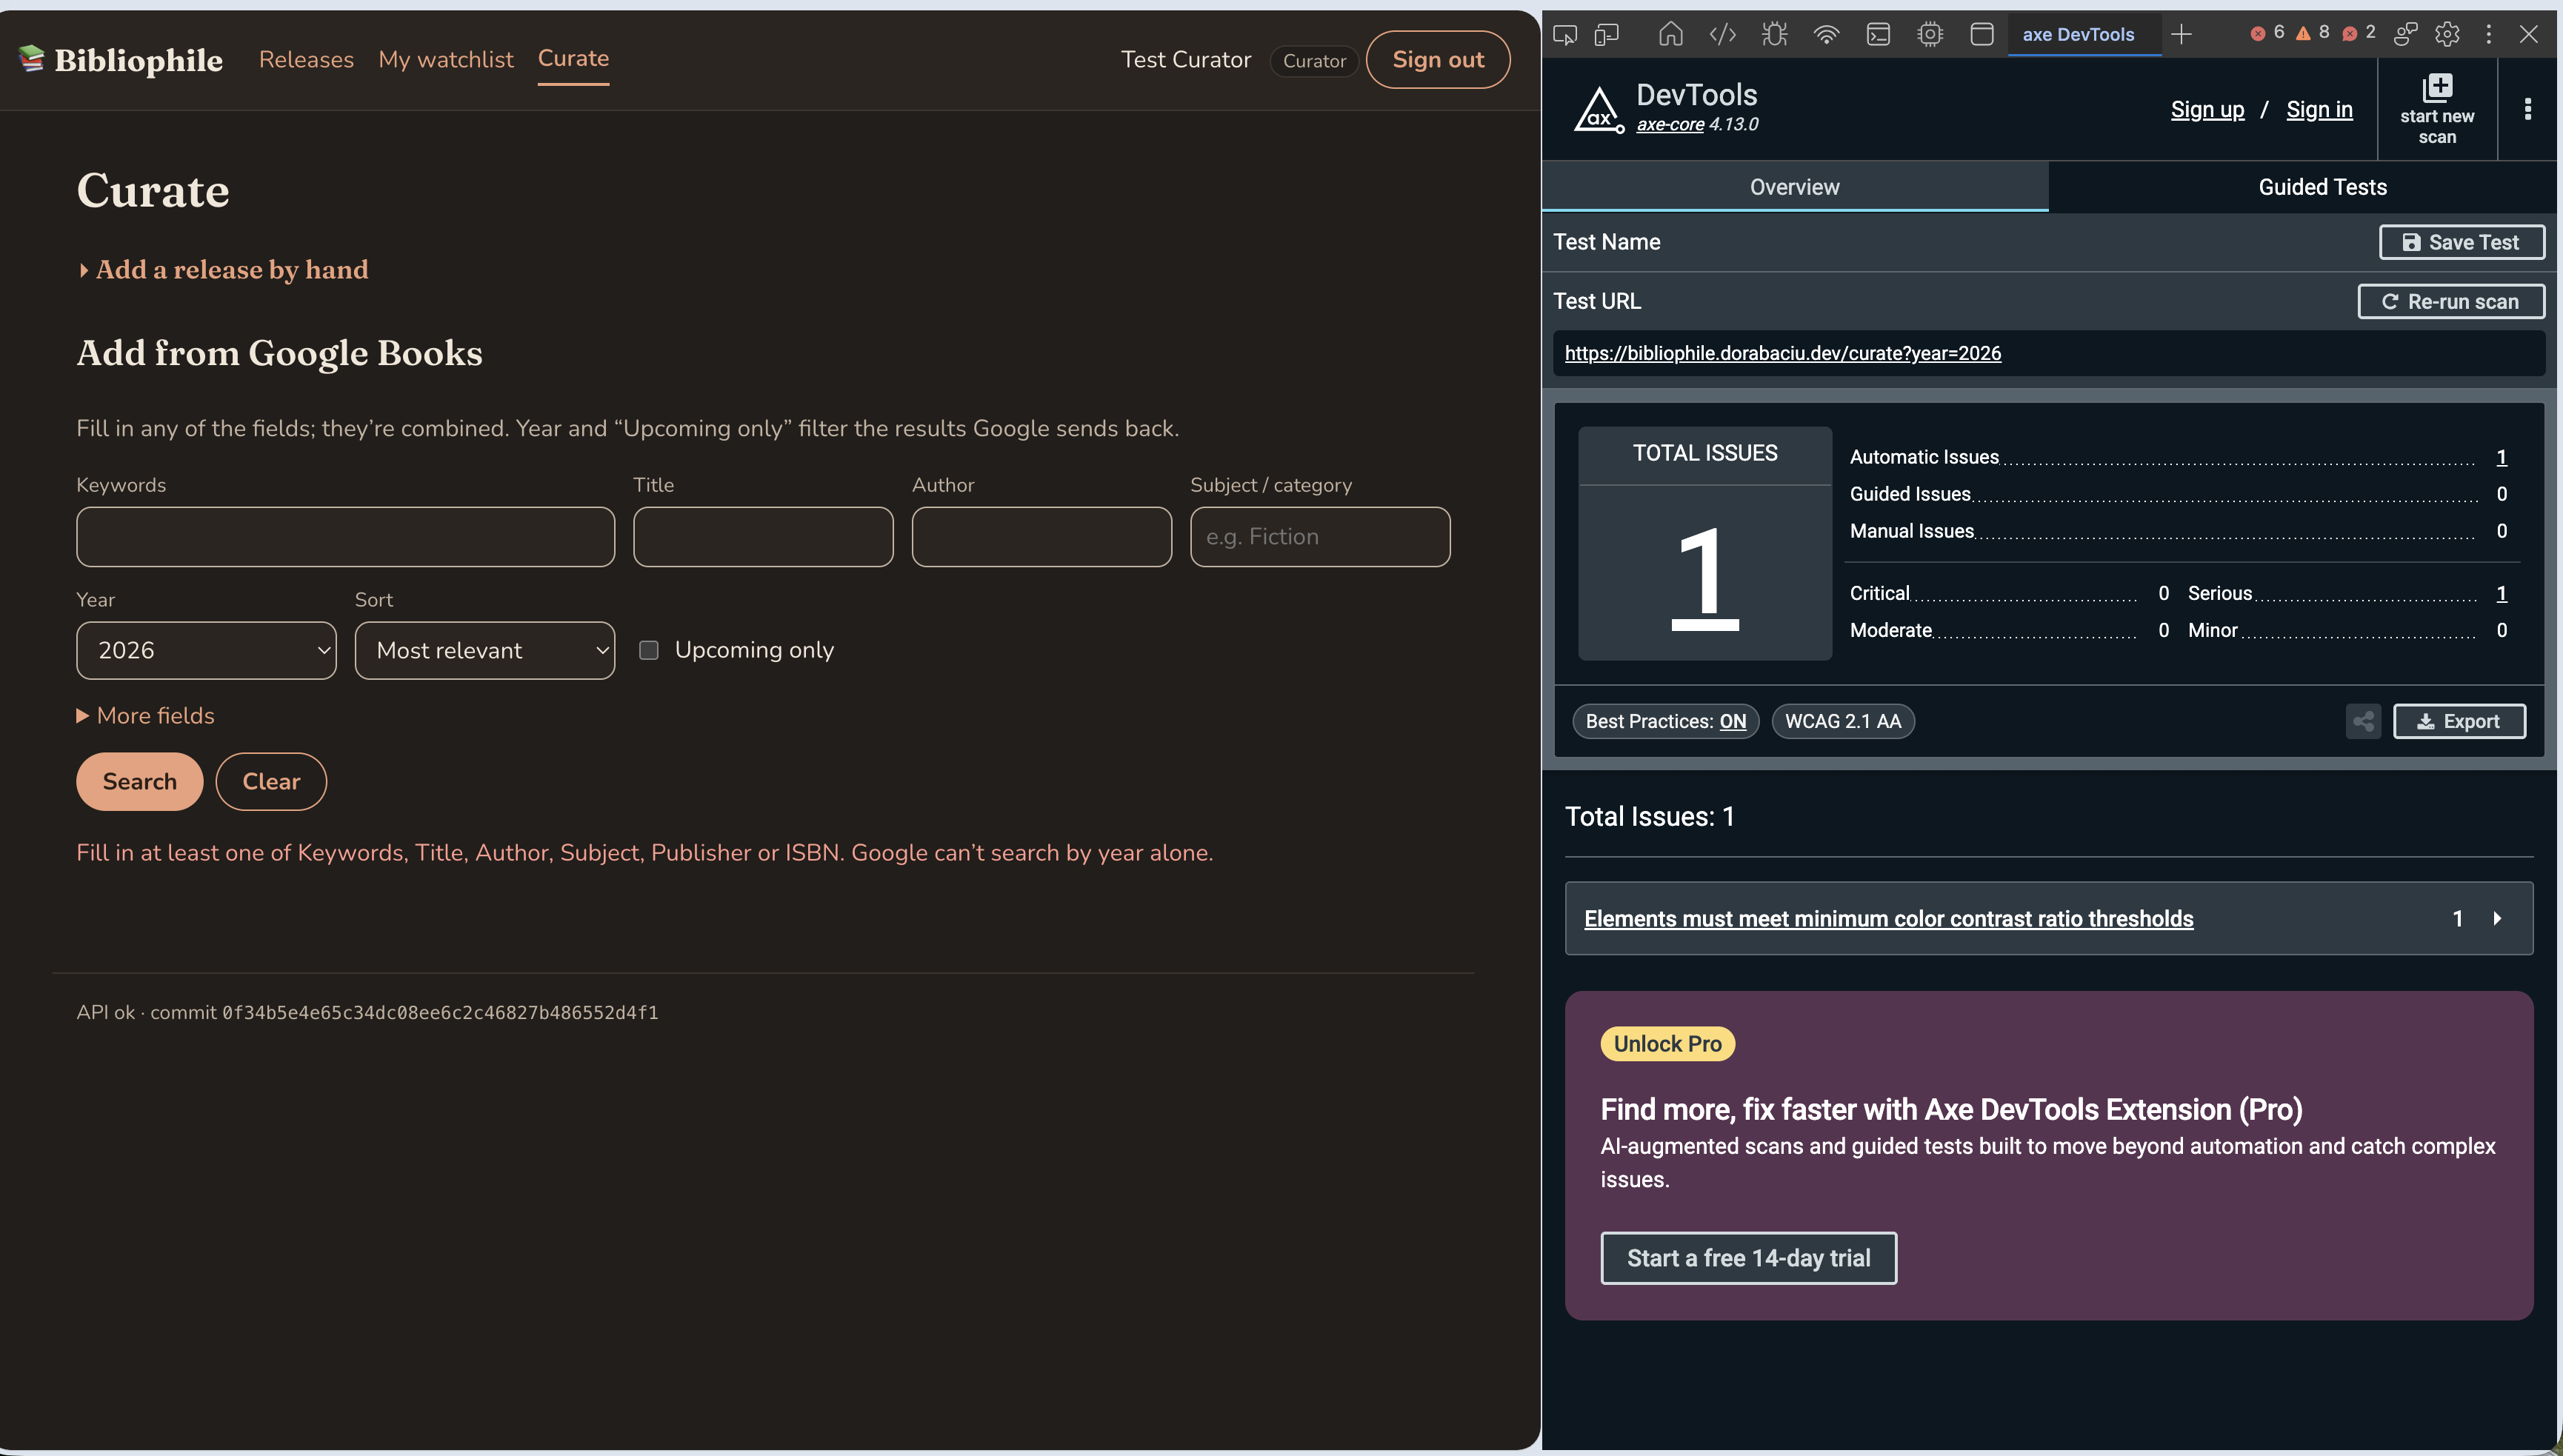 Bibliophile
Releases
My watchlist
Curate
Test Curator
Curator
Sign out
Curate
Add a release by hand
Add from Google Books
Fill in any of the fields; they’re combined. Year and “Upcoming only” filter the results Google sends back.
Keywords
Title
Author
Subject / category
e.g. Fiction
Year
Sort
2026
Most relevant
Upcoming only
More fields
Search
Clear
Fill in at least one of Keywords, Title, Author, Subject, Publisher or ISBN. Google can’t search by year alone.
API ok · commit 0f34b5e4e65c34dc08ee6c2c46827b486552d4f1
axe DevTools
6
8
2
ax
DevTools
axe-core 4.13.0
Sign up / Sign in
start new
scan
Overview
Guided Tests
Test Name
Save Test
Test URL
Re-run scan
https://bibliophile.dorabaciu.dev/curate?year=2026
TOTAL ISSUES
1
Automatic Issues 1
Guided Issues 0
Manual Issues 0
Critical 0 Serious 1
Moderate 0 Minor 0
Best Practices: ON
WCAG 2.1 AA
Export
Total Issues: 1
Elements must meet minimum color contrast ratio thresholds 1
Unlock Pro
Find more, fix faster with Axe DevTools Extension (Pro)
AI-augmented scans and guided tests built to move beyond automation and catch complex
issues.
Start a free 14-day trial